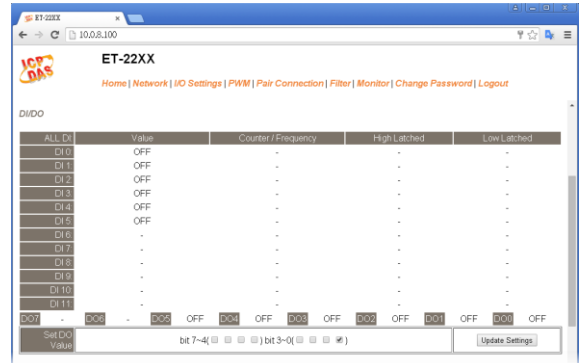 ET-22XX
10.0.8.100
ICP DAS
ET-22XX
Home | Network | I/O Settings | PWM | Pair Connection | Filter | Monitor | Change Password | Logout
DI/DO
ALL DI: Value Counter / Frequency High Latched Low Latched
DI 0: OFF - - -
DI 1: OFF - - -
DI 2: OFF - - -
DI 3: OFF - - -
DI 4: OFF - - -
DI 5: OFF - - -
DI 6: - - - -
DI 7: - - - -
DI 8: - - - -
DI 9: - - - -
DI 10: - - - -
DI 11: - - - -
DO7 - DO6 - DO5 OFF DO4 OFF DO3 OFF DO2 OFF DO1 OFF DO0 OFF
Set DO Value bit 7~4( ) bit 3~0( ) Update Settings